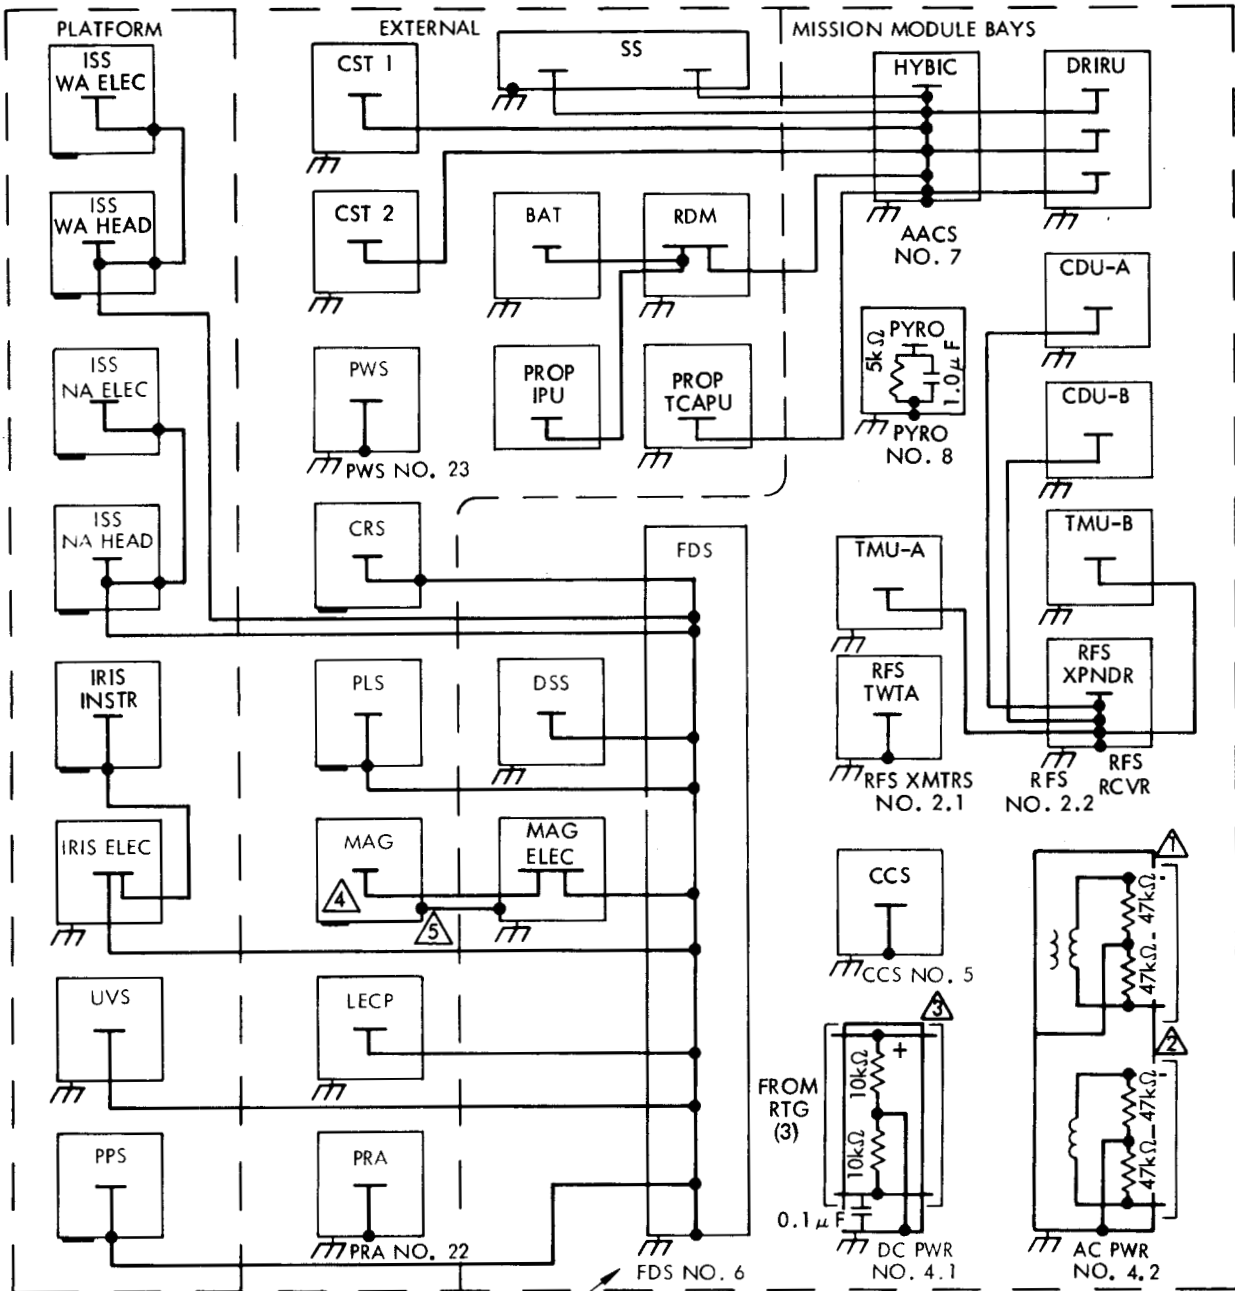 PLATFORM
EXTERNAL
MISSION MODULE BAYS
ISS
WA ELEC
CST 1
SS
HYBIC
DRIRU
ISS
WA HEAD
CST 2
BAT
RDM
AACS
NO. 7
CDU-A
ISS
NA ELEC
PWS
PWS NO. 23
PROP
IPU
PROP
TCAPU
PYRO
5kΩ
1.0μF
PYRO
NO. 8
CDU-B
ISS
NA HEAD
CRS
FDS
TMU-A
TMU-B
IRIS
INSTR
PLS
DSS
RFS
TWTA
RFS XMTRS
NO. 2.1
RFS
XPNDR
RFS
NO. 2.2
RFS
RCVR
IRIS ELEC
MAG
4
5
MAG
ELEC
CCS
CCS NO. 5
1
47kΩ
47kΩ
UVS
LECP
3
FROM
RTG
(3)
+
10kΩ
10kΩ
0.1μF
DC PWR
NO. 4.1
2
47kΩ
47kΩ
AC PWR
NO. 4.2
PPS
PRA
PRA NO. 22
FDS NO. 6